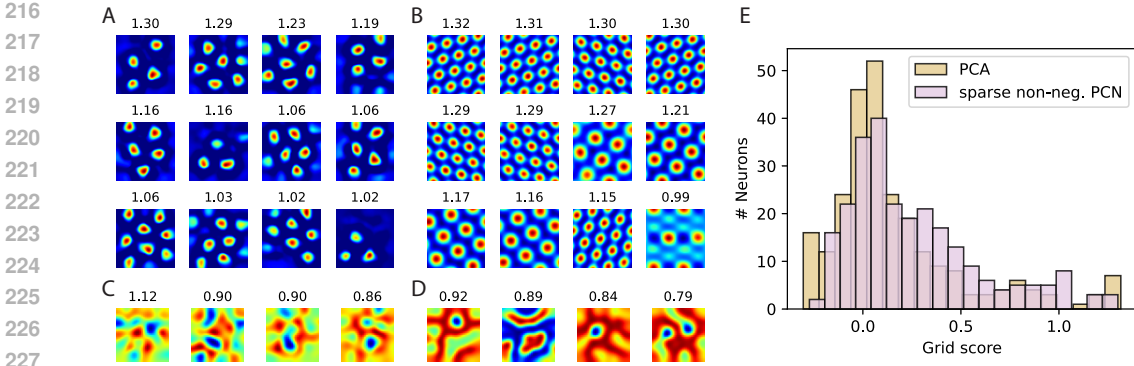 216
217
218
219
220
221
222
223
224
225
226
227
A
1.30 1.29 1.23 1.19
1.16 1.16 1.06 1.06
1.06 1.03 1.02 1.02
B
1.32 1.31 1.30 1.30
1.29 1.29 1.27 1.21
1.17 1.16 1.15 0.99
C
1.12 0.90 0.90 0.86
D
0.92 0.89 0.84 0.79
E
PCA
sparse non-neg. PCN
# Neurons
50
40
30
20
10
0
0.0 0.5 1.0
Grid score